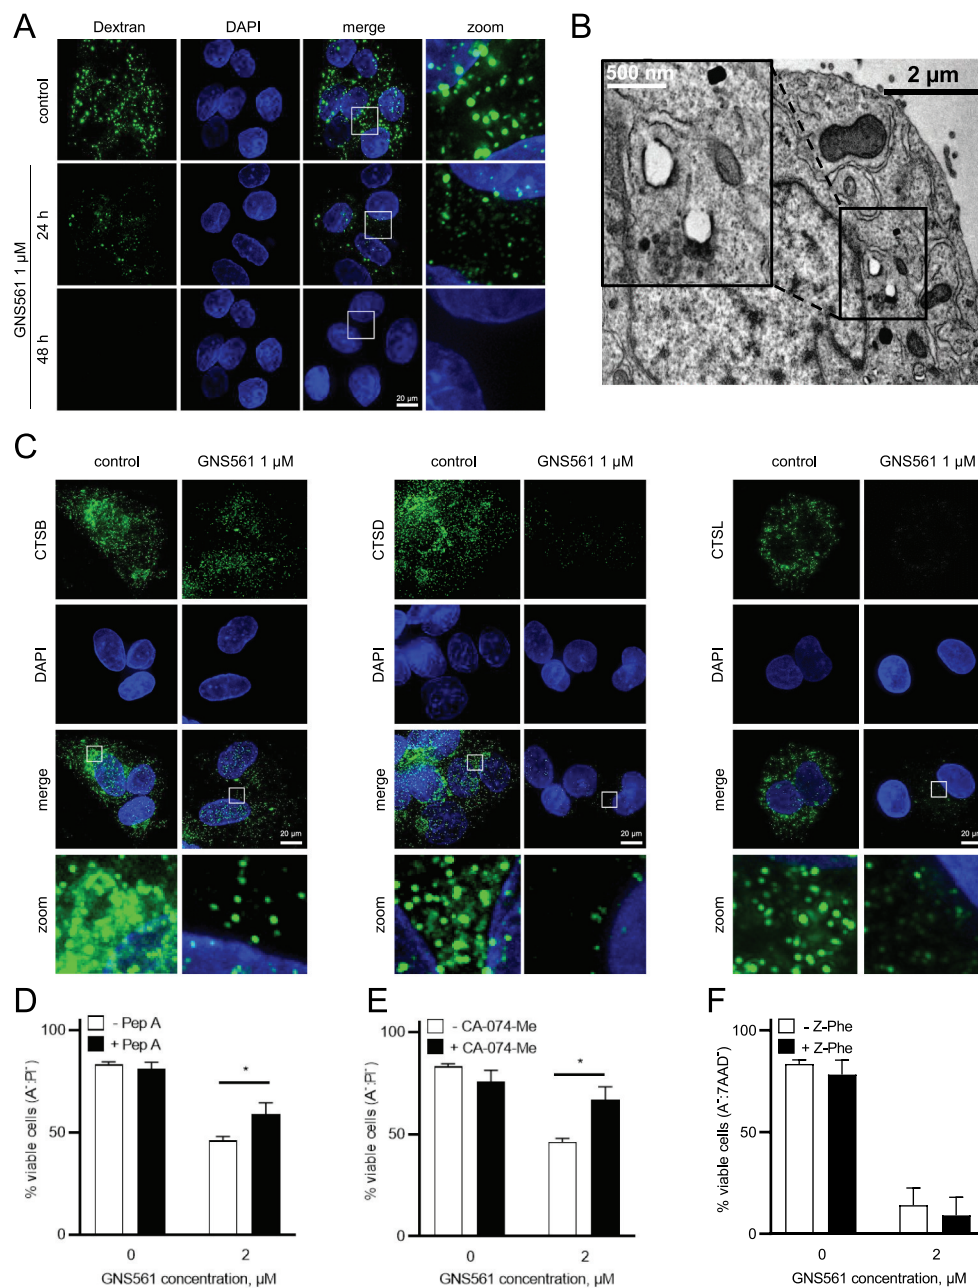 A
Dextran DAPI merge zoom
control
GNS561 1 µM
24 h
48 h
20 µm
B
500 nm
2 µm
C
control GNS561 1 µM
CTSB
DAPI
merge
20 µm
zoom
control GNS561 1 µM
CTSD
DAPI
merge
20 µm
zoom
control GNS561 1 µM
CTSL
DAPI
merge
20 µm
zoom
D
- Pep A
+ Pep A
*
% viable cells (A⁻:PI⁻)
100
50
0
0 2
GNS561 concentration, µM
E
- CA-074-Me
+ CA-074-Me
*
% viable cells (A⁻:PI⁻)
100
50
0
0 2
GNS561 concentration, µM
F
- Z-Phe
+ Z-Phe
% viable cells (A⁻:7AAD⁻)
100
50
0
0 2
GNS561 concentration, µM